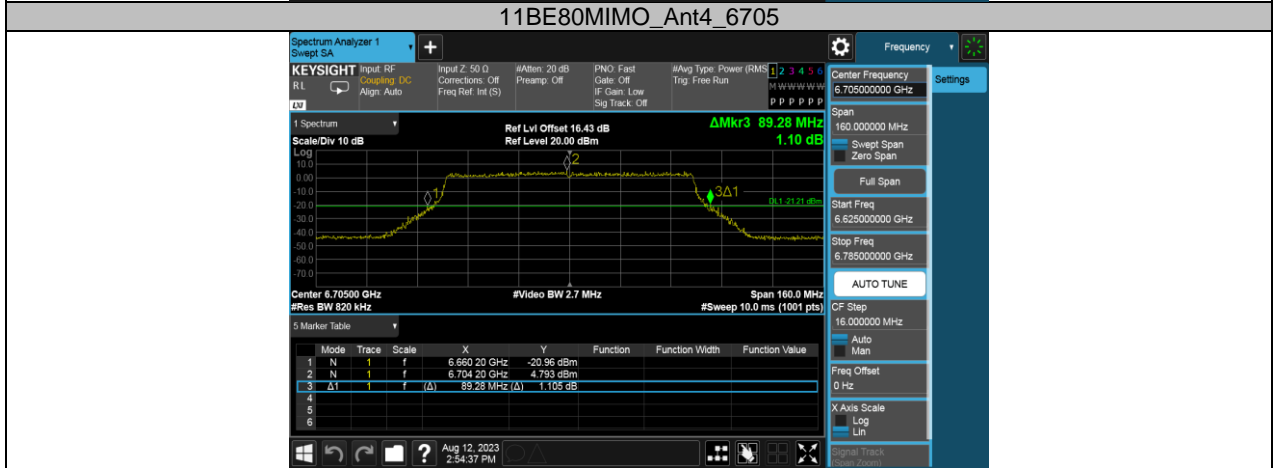 11BE80MIMO_Ant4_6705
Spectrum Analyzer 1
Swept SA
+
Frequency
KEYSIGHT Input: RF Input Z: 50 Ω #Atten: 20 dB PNO: Fast #Avg Type: Power (RMS 1 2 3 4 5 6
RL Coupling: DC Corrections: Off Preamp: Off Gate: Off Trig: Free Run M W W W W W
Align: Auto Freq Ref: Int (S) IF Gain: Low P P P P P P
LXI Sig Track: Off
Center Frequency
6.705000000 GHz
Settings
Span
160.000000 MHz
Swept Span
Zero Span
Full Span
Start Freq
6.625000000 GHz
Stop Freq
6.785000000 GHz
AUTO TUNE
CF Step
16.000000 MHz
Auto
Man
Freq Offset
0 Hz
X Axis Scale
Log
Lin
Signal Track
(Span Zoom)
1 Spectrum
Scale/Div 10 dB
Ref Lvl Offset 16.43 dB
Ref Level 20.00 dBm
ΔMkr3 89.28 MHz
1.10 dB
Log
10.0
0.00
-10.0
-20.0
-30.0
-40.0
-50.0
-60.0
-70.0
1
2
3Δ1
DL1 -21.21 dBm
Center 6.70500 GHz #Video BW 2.7 MHz Span 160.0 MHz
#Res BW 820 kHz #Sweep 10.0 ms (1001 pts)
5 Marker Table
Mode Trace Scale X Y Function Function Width Function Value
1 N 1 f 6.660 20 GHz -20.96 dBm
2 N 1 f 6.704 20 GHz 4.793 dBm
3 Δ1 1 f (Δ) 89.28 MHz (Δ) 1.105 dB
4
5
6
? Aug 12, 2023
2:54:37 PM